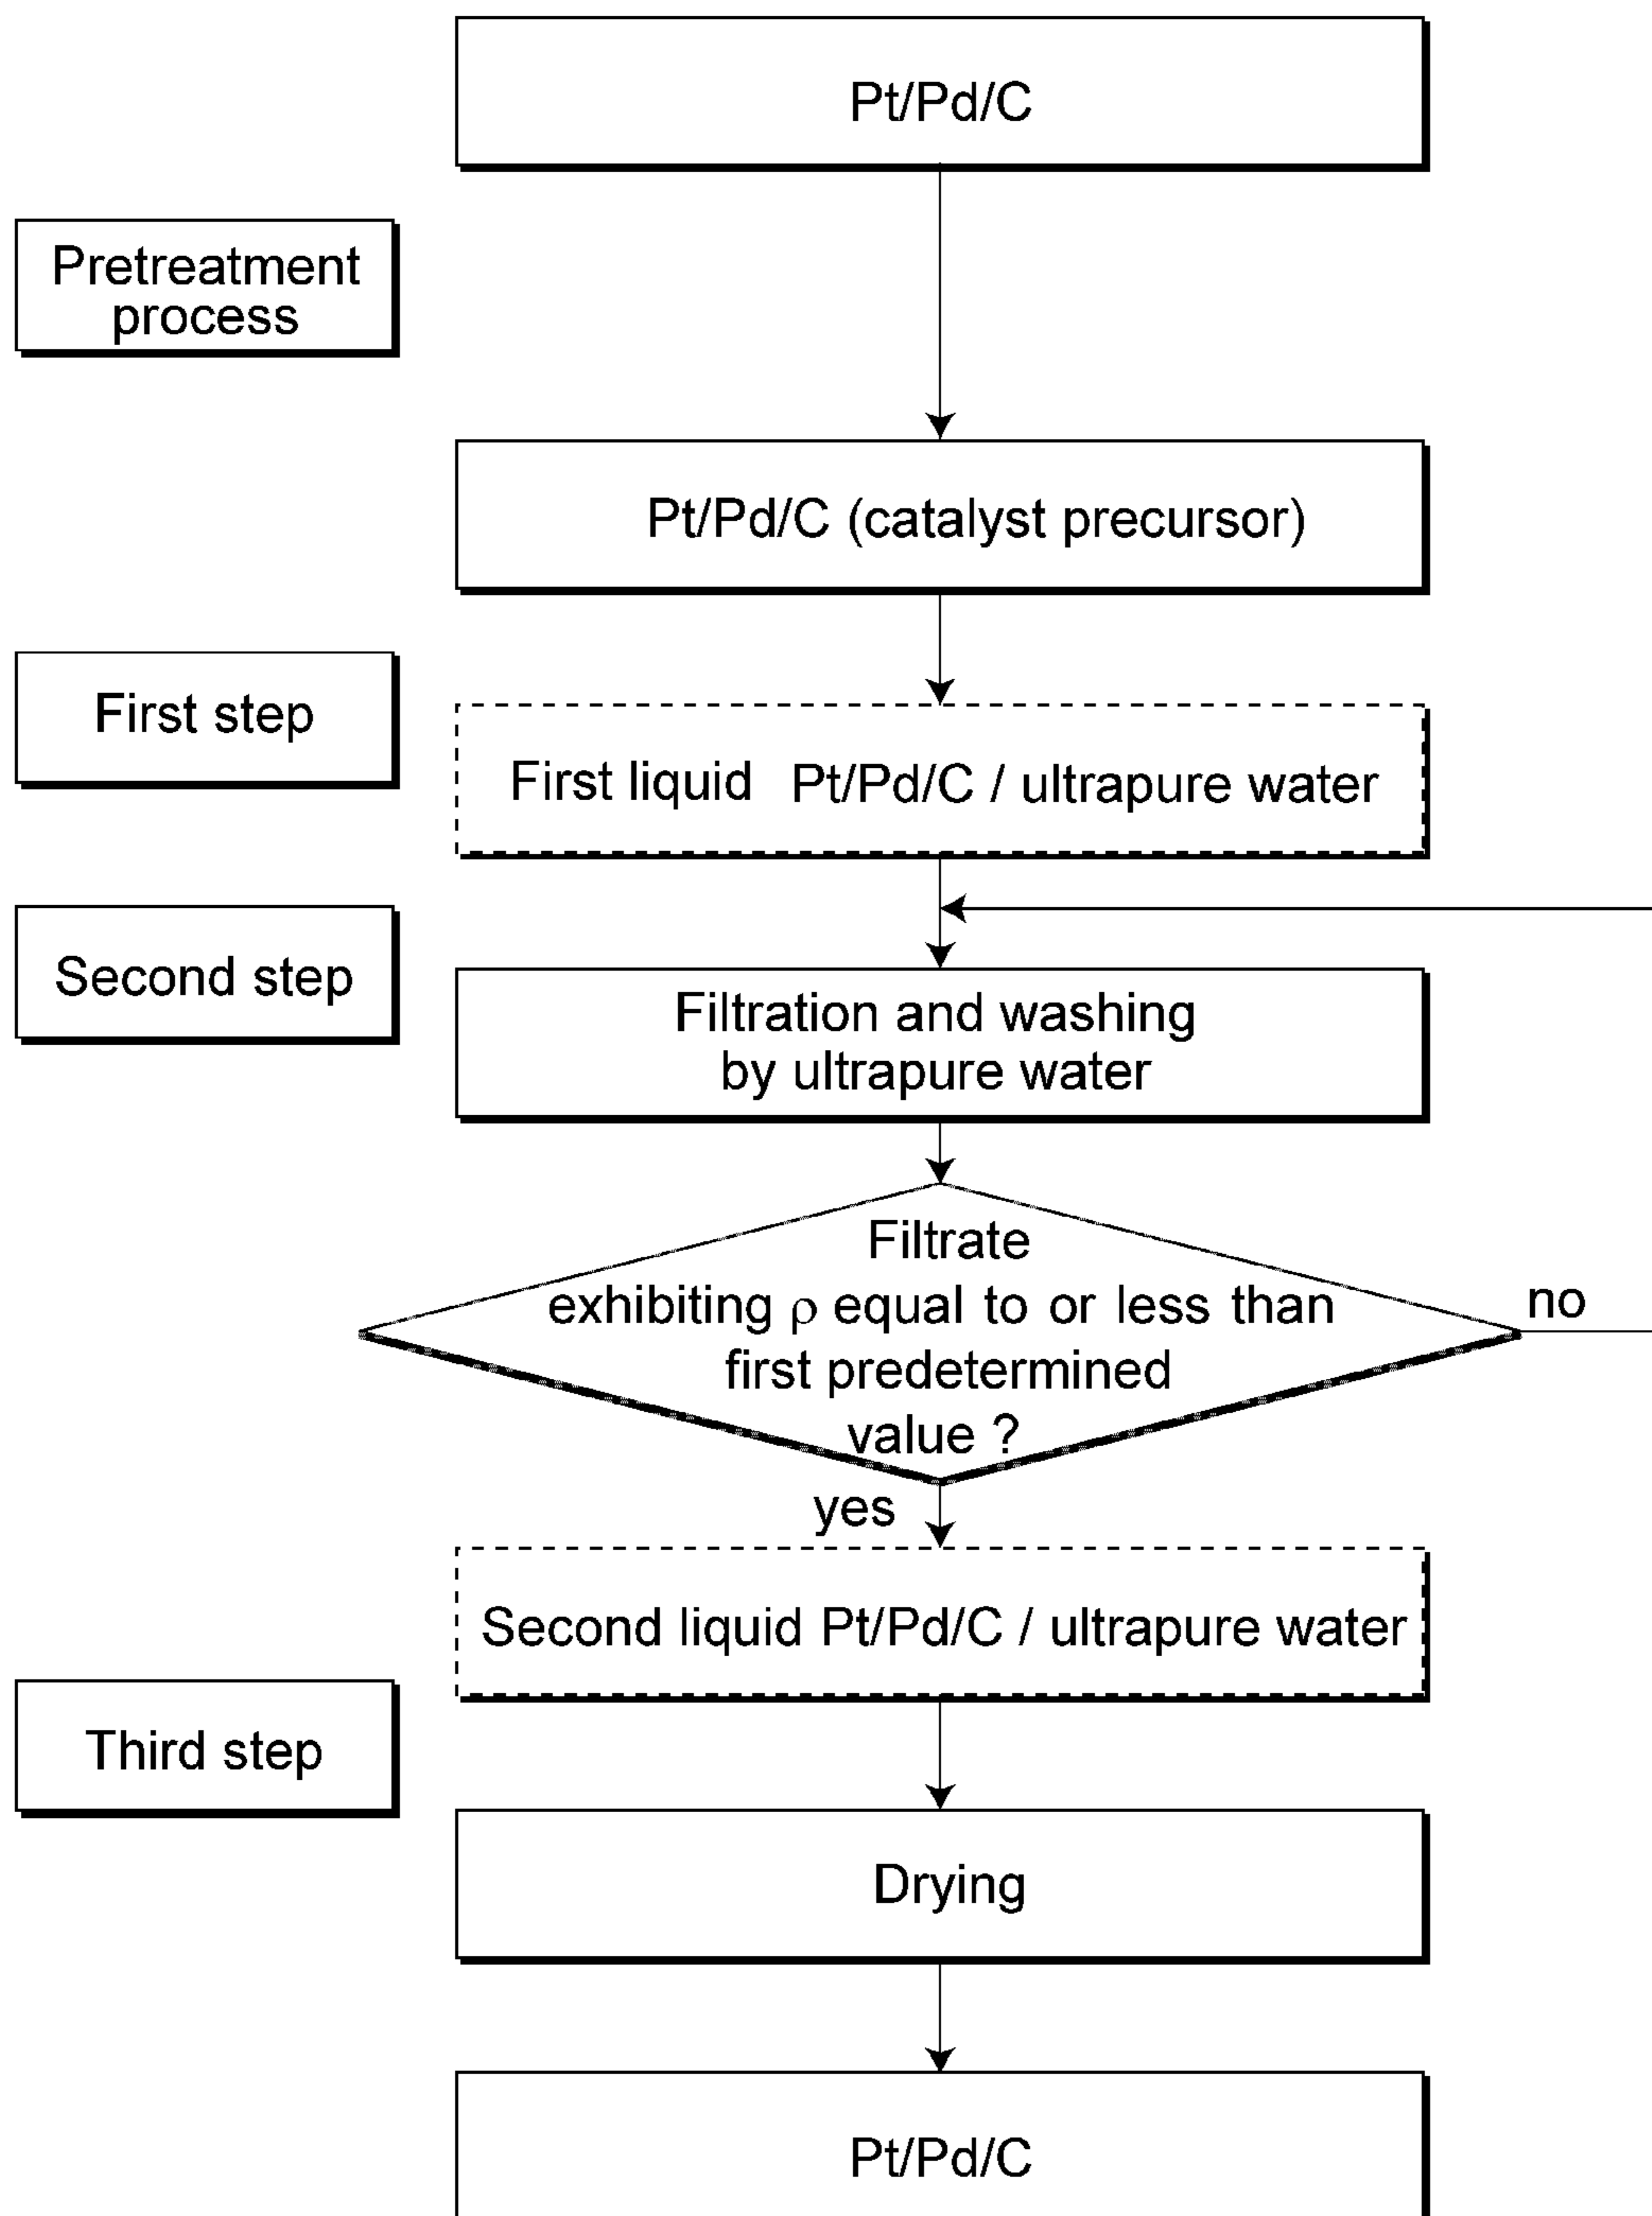 Pt/Pd/C
Pretreatment
process
Pt/Pd/C (catalyst precursor)
First step
First liquid Pt/Pd/C / ultrapure water
Second step
Filtration and washing
by ultrapure water
Filtrate
exhibiting ρ equal to or less than
first predetermined
value ?
no
yes
Second liquid Pt/Pd/C / ultrapure water
Third step
Drying
Pt/Pd/C